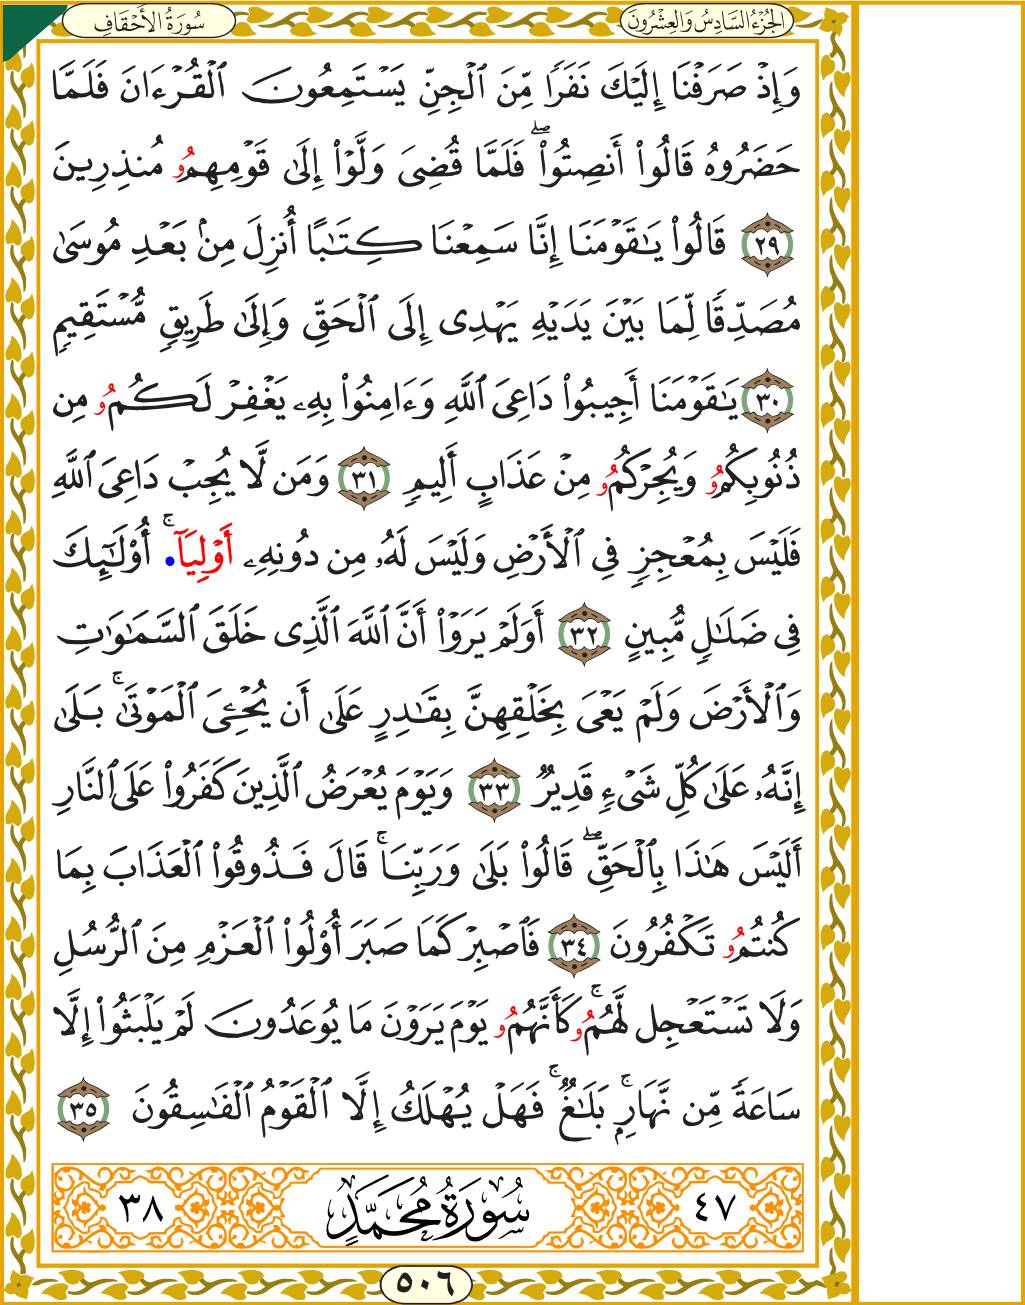 الجُزْءُ السَّادِسُ وَالعِشْرُونَ
سُورَةُ الأَحْقَافِ
وَإِذْ صَرَفْنَا إِلَيْكَ نَفَرًا مِّنَ ٱلْجِنِّ يَسْتَمِعُونَ ٱلْقُرْءَانَ فَلَمَّا
حَضَرُوهُ قَالُوا۟ أَنصِتُوا۟ۖ فَلَمَّا قُضِىَ وَلَّوْا۟ إِلَىٰ قَوْمِهِمُۥ مُنذِرِينَ
٢٩ قَالُوا۟ يَٰقَوْمَنَا إِنَّا سَمِعْنَا كِتَٰبًا أُنزِلَ مِنۢ بَعْدِ مُوسَىٰ
مُصَدِّقًا لِّمَا بَيْنَ يَدَيْهِ يَهْدِى إِلَى ٱلْحَقِّ وَإِلَىٰ طَرِيقٍ مُّسْتَقِيمٍ
٣٠ يَٰقَوْمَنَا أَجِيبُوا۟ دَاعِىَ ٱللَّهِ وَءَامِنُوا۟ بِهِۦ يَغْفِرْ لَكُمُو مِن
ذُنُوبِكُمُو وَيُجِرْكُمُو مِنْ عَذَابٍ أَلِيمٍ ٣١ وَمَن لَّا يُجِبْ دَاعِىَ ٱللَّهِ
فَلَيْسَ بِمُعْجِزٍ فِى ٱلْأَرْضِ وَلَيْسَ لَهُۥ مِن دُونِهِۦ أَوْلِيَآ۬ۚ أُو۟لَٰٓئِكَ
فِى ضَلَٰلٍ مُّبِينٍ ٣٢ أَوَلَمْ يَرَوْا۟ أَنَّ ٱللَّهَ ٱلَّذِى خَلَقَ ٱلسَّمَٰوَٰتِ
وَٱلْأَرْضَ وَلَمْ يَعْىَ بِخَلْقِهِنَّ بِقَٰدِرٍ عَلَىٰ أَن يُحْـِۧىَ ٱلْمَوْتَىٰۚ بَلَىٰ
إِنَّهُۥ عَلَىٰ كُلِّ شَىْءٍ قَدِيرٌ ٣٣ وَيَوْمَ يُعْرَضُ ٱلَّذِينَ كَفَرُوا۟ عَلَى ٱلنَّارِ
أَلَيْسَ هَٰذَا بِٱلْحَقِّۖ قَالُوا۟ بَلَىٰ وَرَبِّنَاۚ قَالَ فَذُوقُوا۟ ٱلْعَذَابَ بِمَا
كُنتُمُو تَكْفُرُونَ ٣٤ فَٱصْبِرْ كَمَا صَبَرَ أُو۟لُوا۟ ٱلْعَزْمِ مِنَ ٱلرُّسُلِ
وَلَا تَسْتَعْجِل لَّهُمُوۚ كَأَنَّهُمُو يَوْمَ يَرَوْنَ مَا يُوعَدُونَ لَمْ يَلْبَثُوا۟ إِلَّا
سَاعَةً مِّن نَّهَارٍۭۚ بَلَٰغٌۚ فَهَلْ يُهْلَكُ إِلَّا ٱلْقَوْمُ ٱلْفَٰسِقُونَ ٣٥
٤٧ سُورَةُ مُحَمَّدٍ ٣٨
٥٠٦